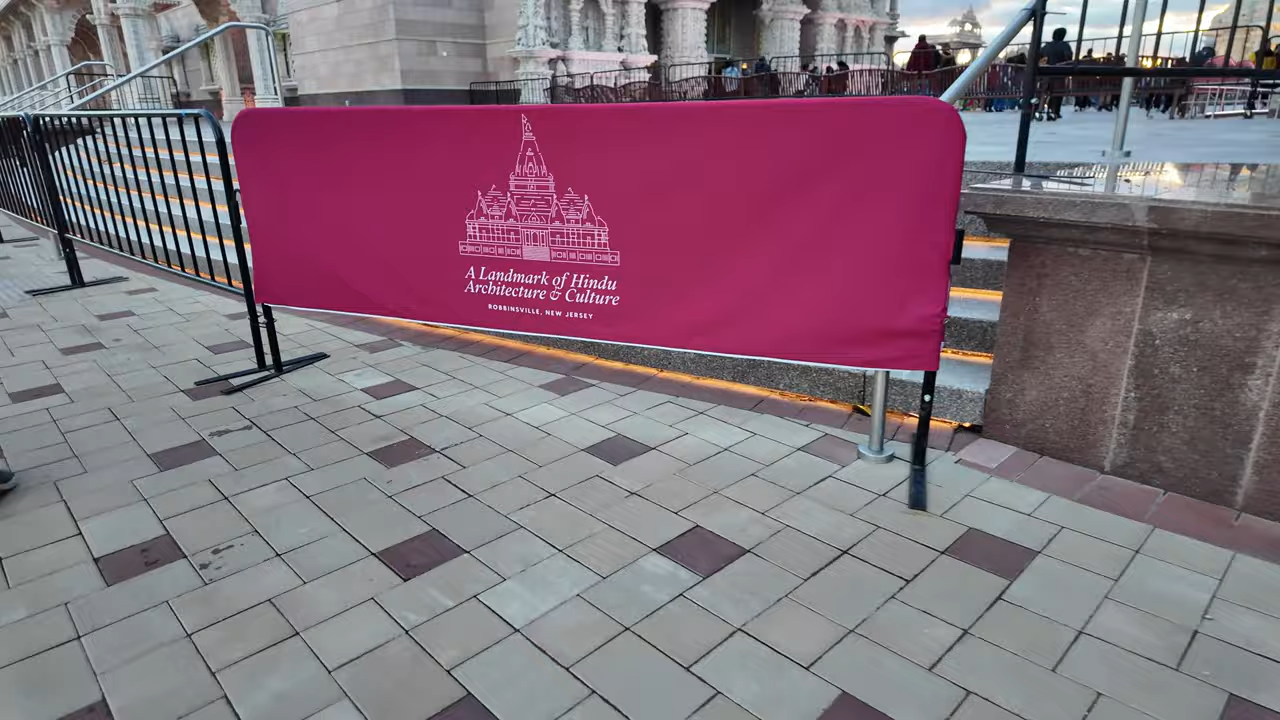 A Landmark of Hindu
Architecture & Culture
ROBBINSVILLE, NEW JERSEY